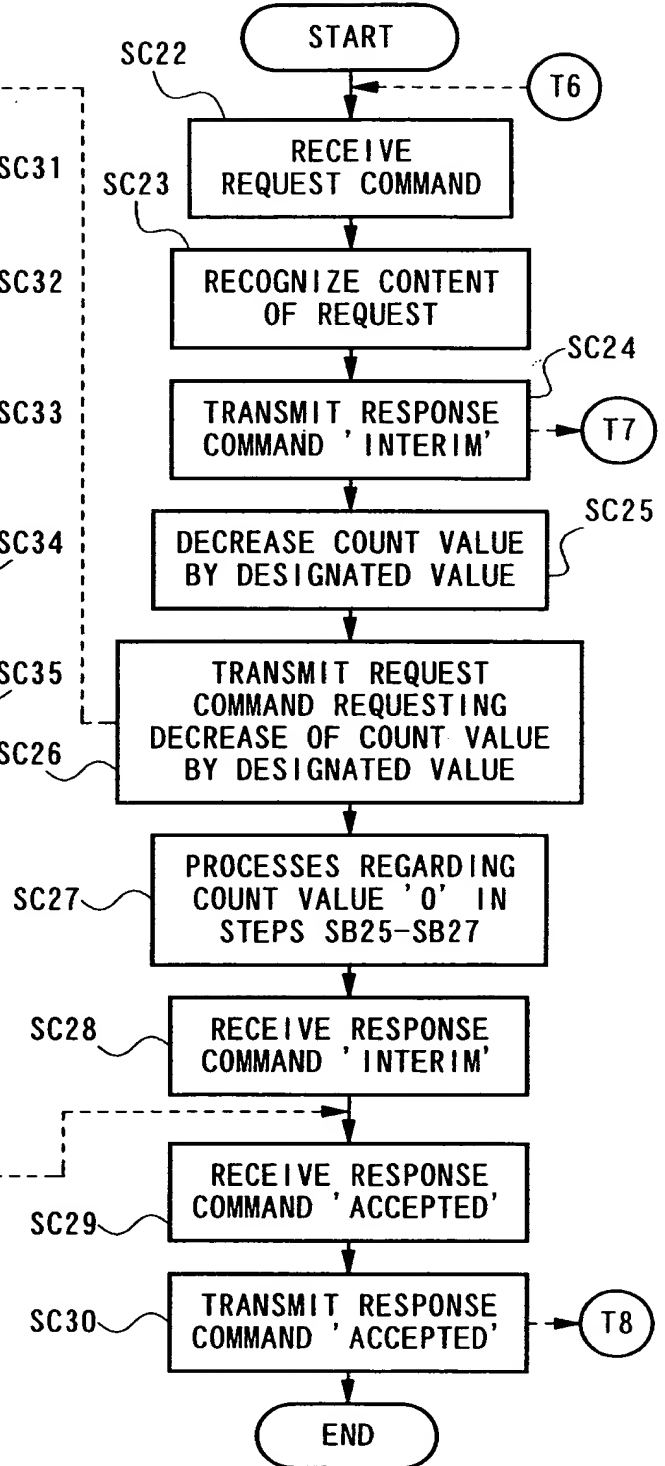 START
SC22
T6
RECEIVE
REQUEST COMMAND
SC31
SC23
RECOGNIZE CONTENT
OF REQUEST
SC32
SC24
TRANSMIT RESPONSE
COMMAND 'INTERIM'
T7
SC33
SC25
DECREASE COUNT VALUE
BY DESIGNATED VALUE
SC34
TRANSMIT REQUEST
COMMAND REQUESTING
DECREASE OF COUNT VALUE
BY DESIGNATED VALUE
SC35
SC26
PROCESSES REGARDING
COUNT VALUE '0' IN
STEPS SB25-SB27
SC27
RECEIVE RESPONSE
COMMAND 'INTERIM'
SC28
RECEIVE RESPONSE
COMMAND 'ACCEPTED'
SC29
TRANSMIT RESPONSE
COMMAND 'ACCEPTED'
SC30
T8
END